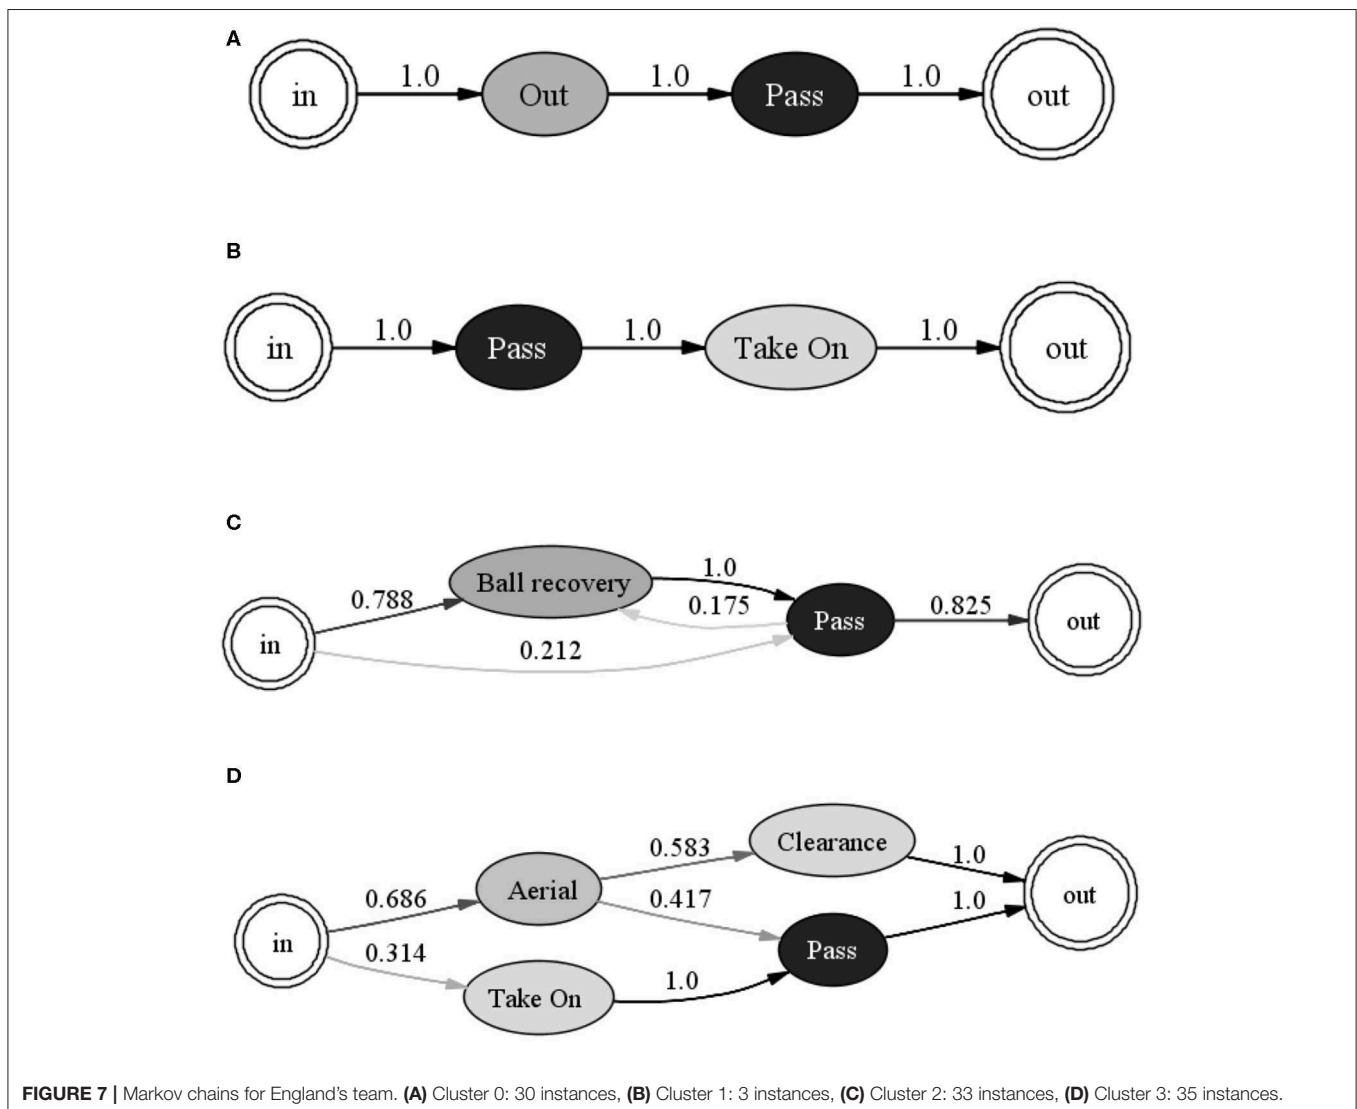 A
in 1.0 Out 1.0 Pass 1.0 out
B
in 1.0 Pass 1.0 Take On 1.0 out
C
in 0.788 Ball recovery 1.0 0.175 Pass 0.825 out
0.212
D
Clearance
0.583 1.0
Aerial
0.686 0.417 1.0 out
in Pass
0.314
Take On 1.0
FIGURE 7 | Markov chains for England's team. (A) Cluster 0: 30 instances, (B) Cluster 1: 3 instances, (C) Cluster 2: 33 instances, (D) Cluster 3: 35 instances.